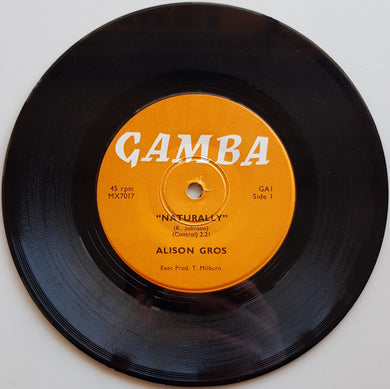 GAMBA
45 rpm
MX7017
GA1
Side 1
"NATURALLY"
(R. Johnson)
(Control) 2.21
ALISON GROS
Exec Prod. T. Milburn